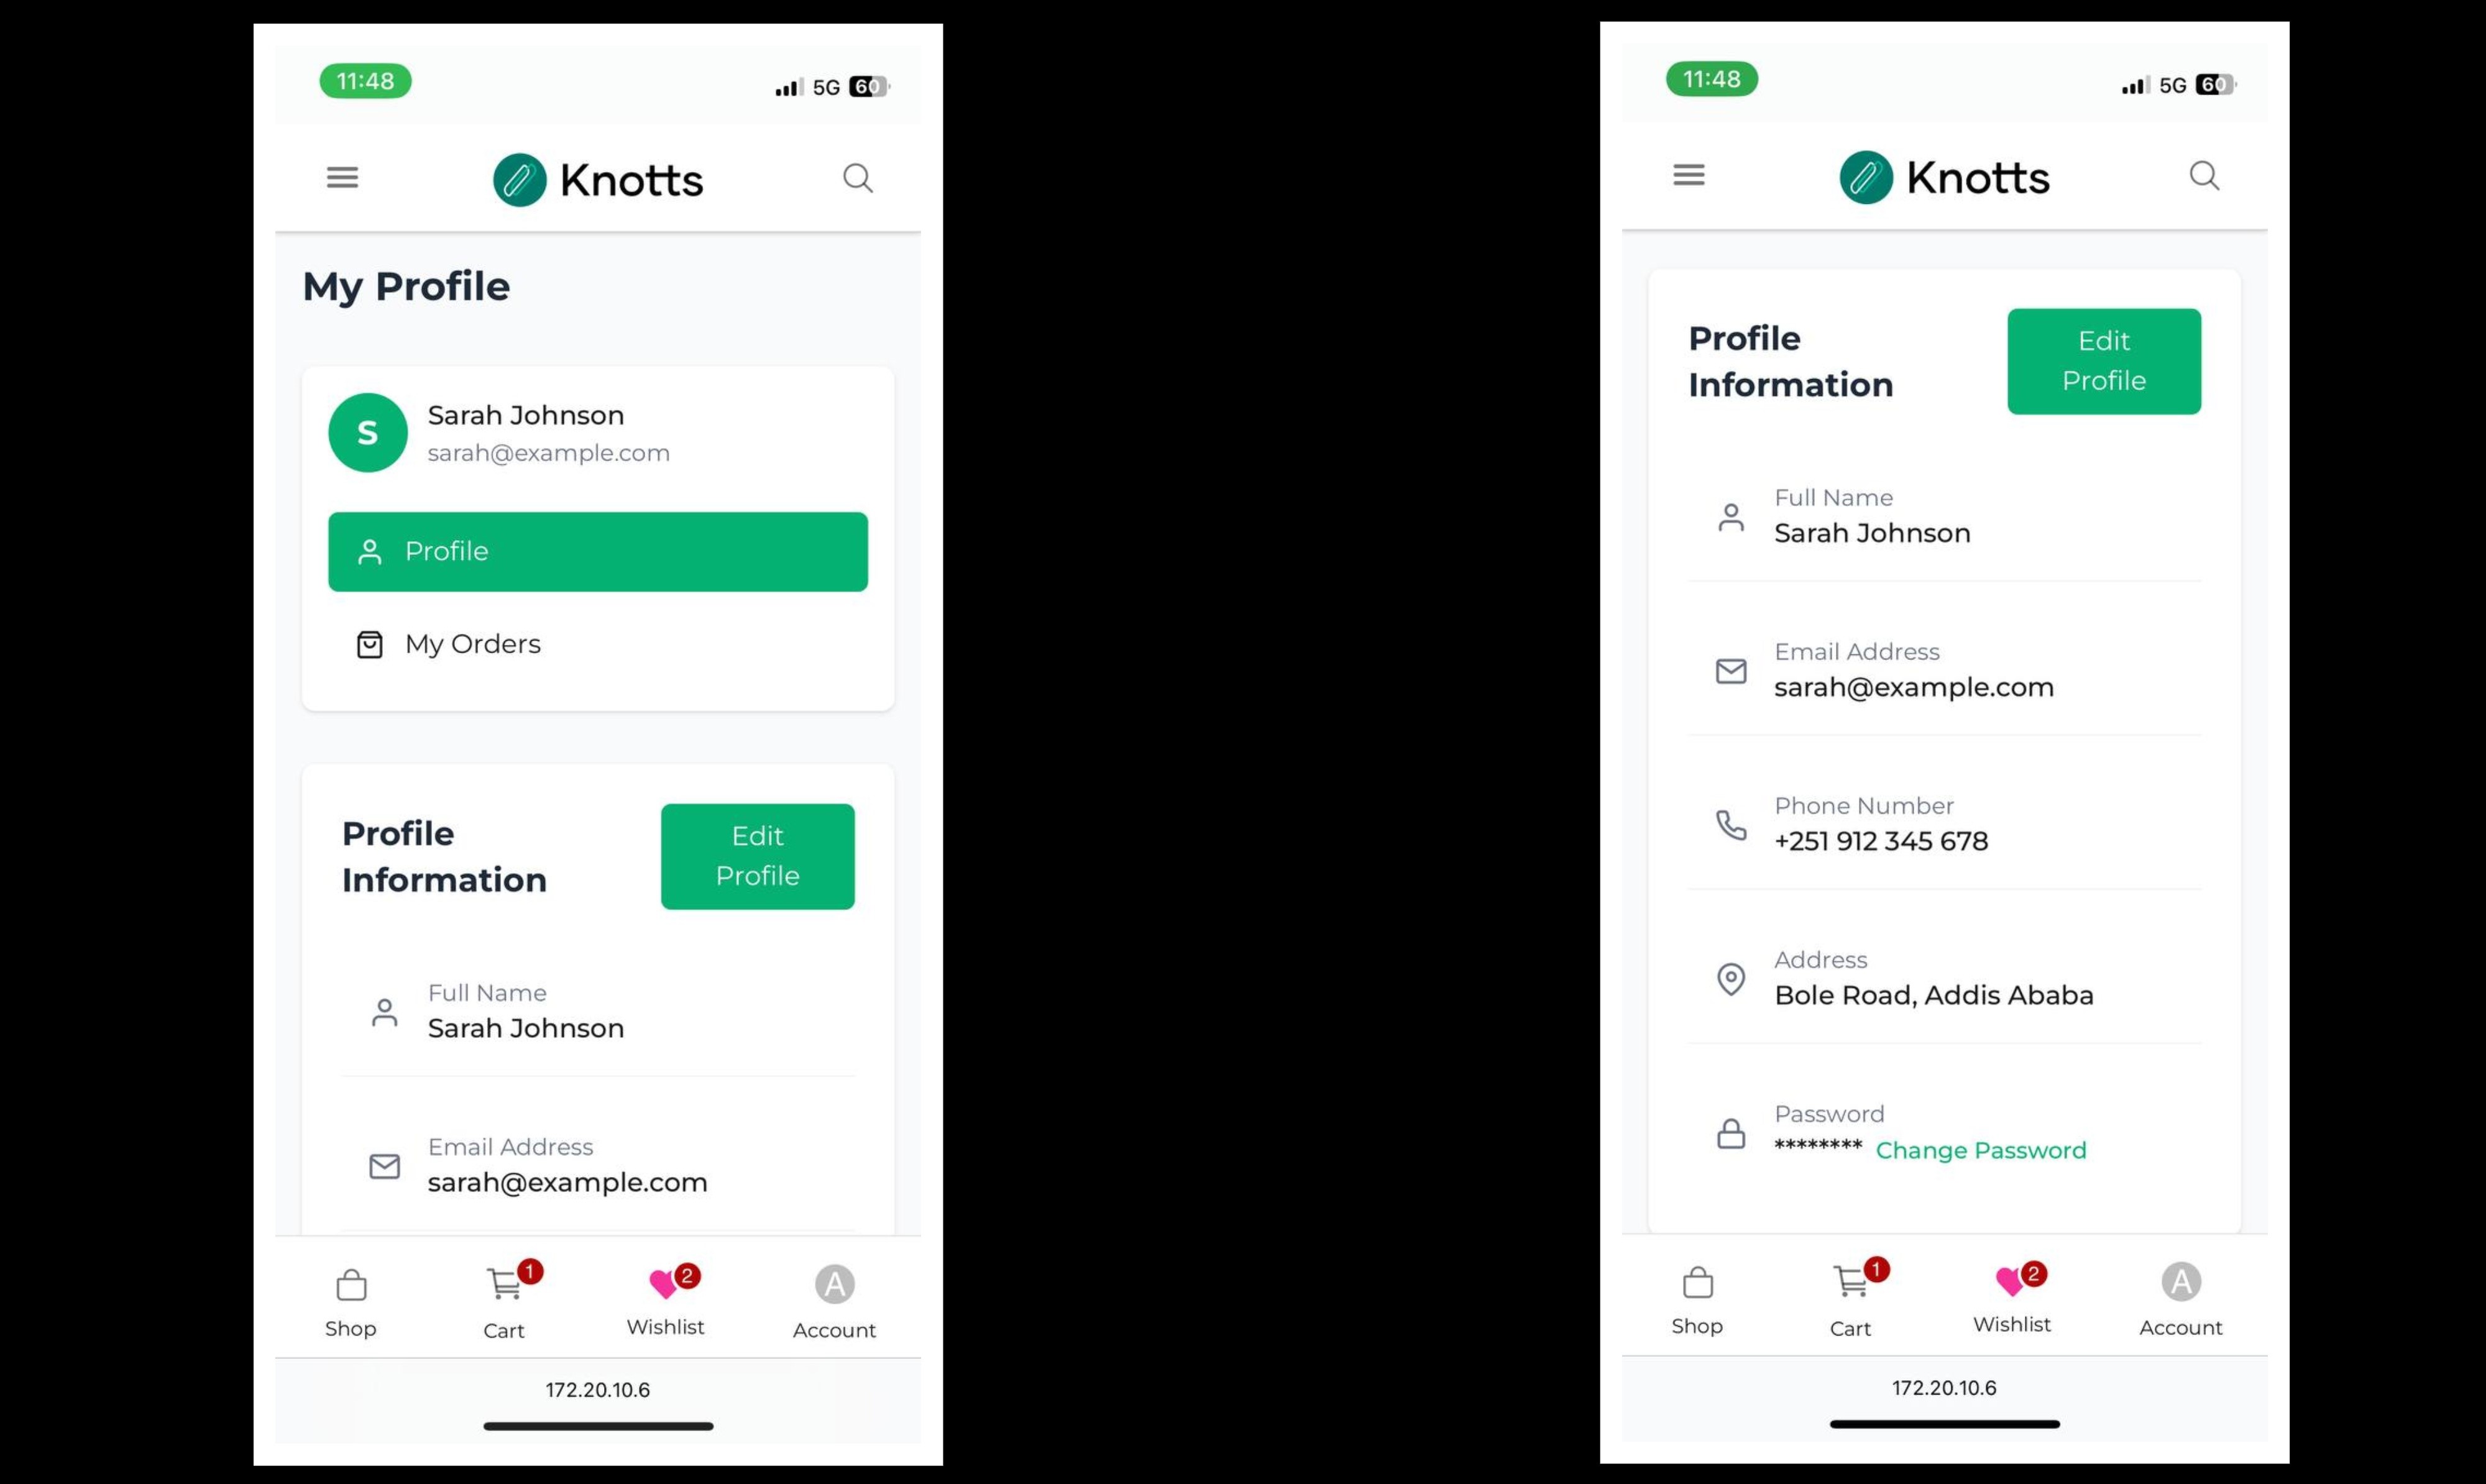 11:48
5G 60
Knotts
My Profile
S
Sarah Johnson
sarah@example.com
Profile
My Orders
Profile
Information
Edit
Profile
Full Name
Sarah Johnson
Email Address
sarah@example.com
1
2
A
Shop
Cart
Wishlist
Account
172.20.10.6
11:48
5G 60
Knotts
Profile
Information
Edit
Profile
Full Name
Sarah Johnson
Email Address
sarah@example.com
Phone Number
+251 912 345 678
Address
Bole Road, Addis Ababa
Password
******** Change Password
1
2
A
Shop
Cart
Wishlist
Account
172.20.10.6